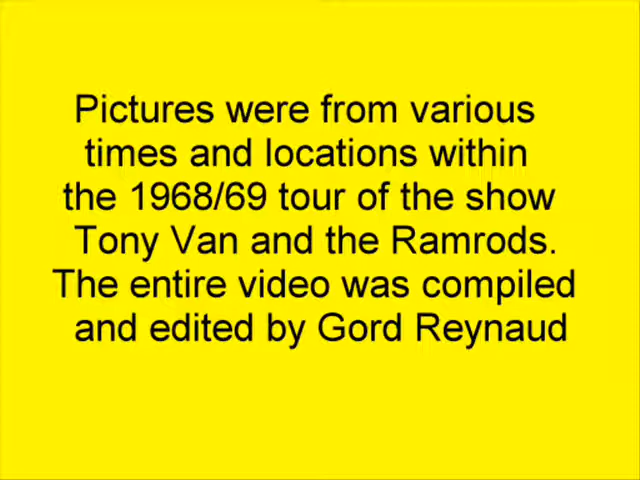 Pictures were from various
times and locations within
the 1968/69 tour of the show
Tony Van and the Ramrods.
The entire video was compiled
and edited by Gord Reynaud